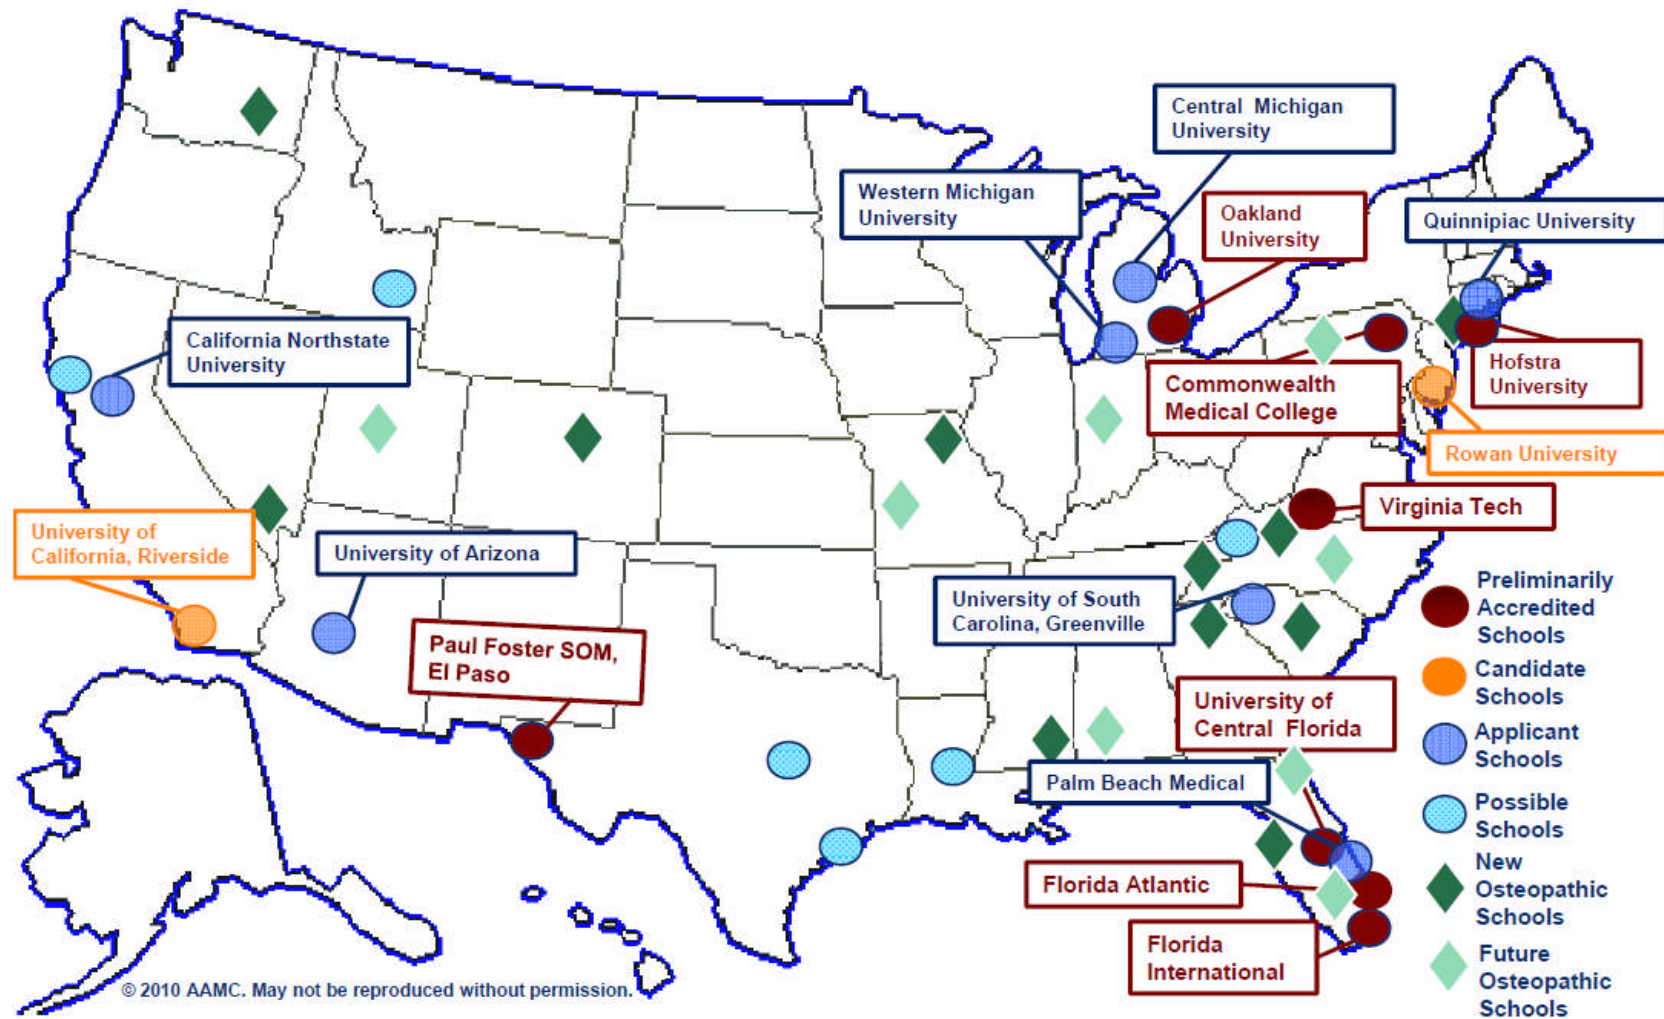 Central Michigan
University
Western Michigan
University
Oakland
University
Quinnipiac University
California Northstate
University
Hofstra
University
Commonwealth
Medical College
Rowan University
Virginia Tech
University of
California, Riverside
University of Arizona
University of South
Carolina, Greenville
Paul Foster SOM,
El Paso
University of
Central Florida
Palm Beach Medical
Florida Atlantic
Florida
International
Preliminarily
Accredited
Schools
Candidate
Schools
Applicant
Schools
Possible
Schools
New
Osteopathic
Schools
Future
Osteopathic
Schools
© 2010 AAMC. May not be reproduced without permission.